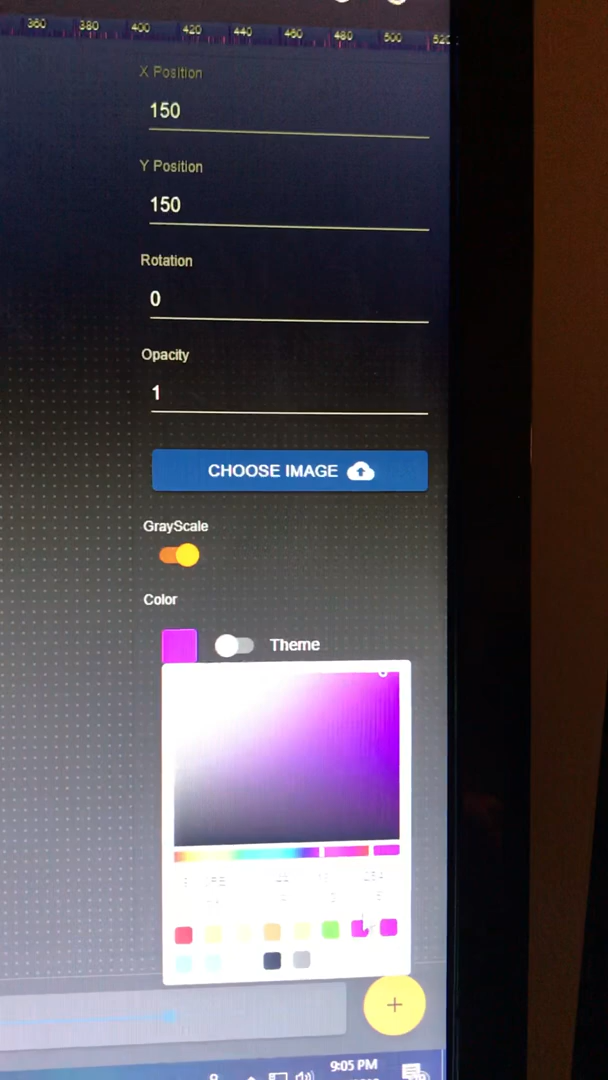 360 380 400 420 440 460 480 500 520
X Position
150
Y Position
150
Rotation
0
Opacity
1
CHOOSE IMAGE
GrayScale
Color
Theme
+
9:05 PM